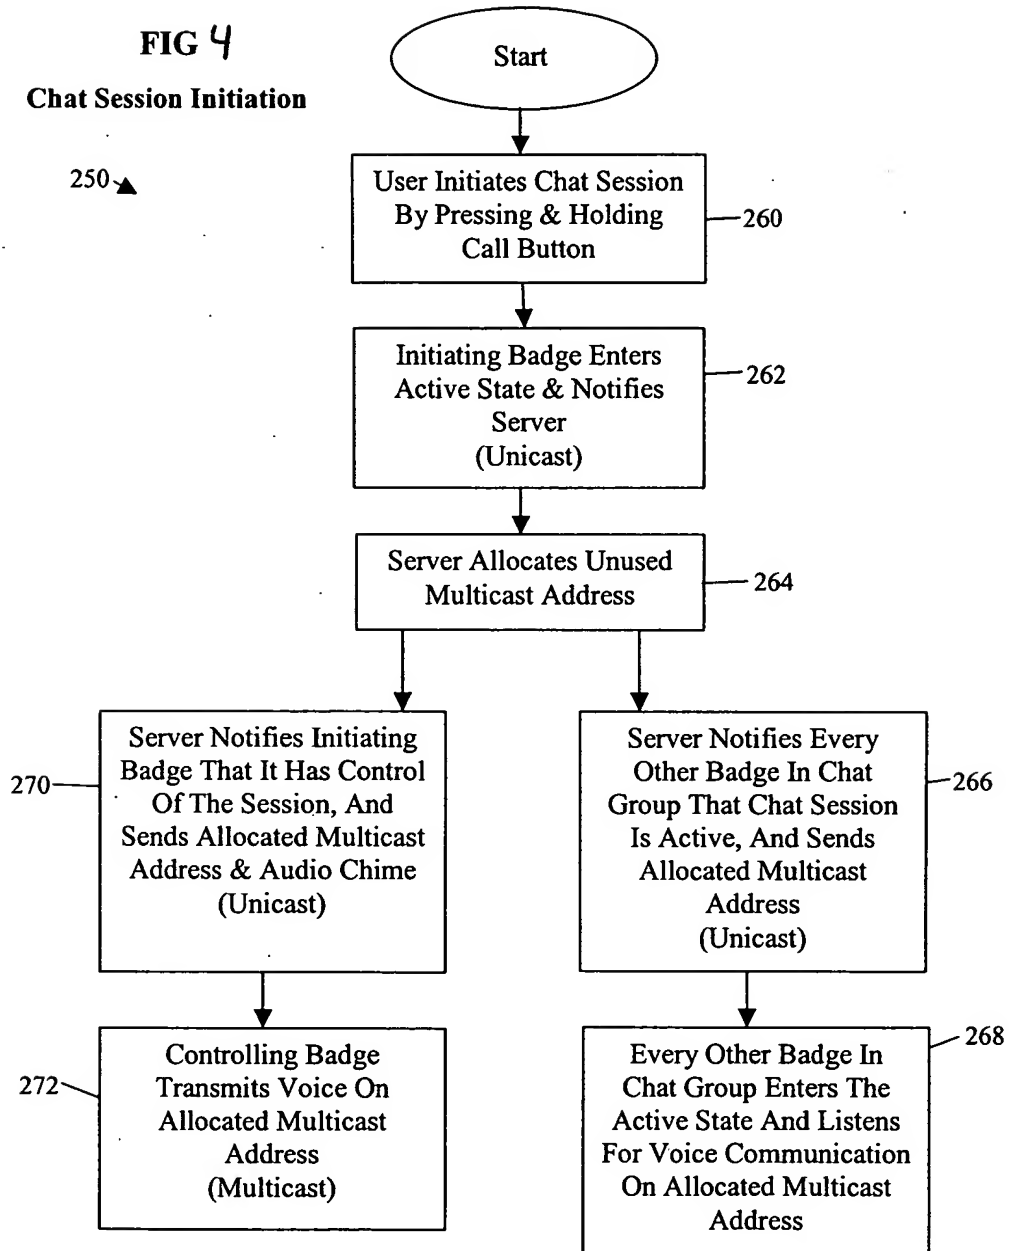 FIG 4
Chat Session Initiation
250
Start
User Initiates Chat Session
By Pressing & Holding
Call Button
260
Initiating Badge Enters
Active State & Notifies
Server
(Unicast)
262
Server Allocates Unused
Multicast Address
264
Server Notifies Initiating
Badge That It Has Control
Of The Session, And
Sends Allocated Multicast
Address & Audio Chime
(Unicast)
270
Server Notifies Every
Other Badge In Chat
Group That Chat Session
Is Active, And Sends
Allocated Multicast
Address
(Unicast)
266
Controlling Badge
Transmits Voice On
Allocated Multicast
Address
(Multicast)
272
Every Other Badge In
Chat Group Enters The
Active State And Listens
For Voice Communication
On Allocated Multicast
Address
268